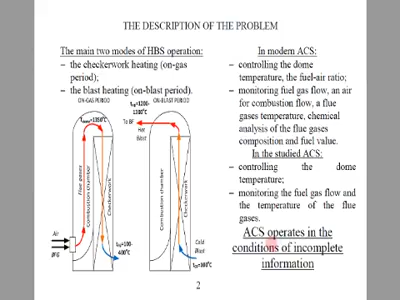 THE DESCRIPTION OF THE PROBLEM
The main two modes of HBS operation:
– the checkerwork heating (on-gas
period);
– the blast heating (on-blast period).
ON-GAS PERIOD
ON-BLAST PERIOD
Flue gases
Combustion chamber
Checkerwork
Air
BFG
To BF
Hot
Blast
Combustion chamber
Checkerwork
Cold
Blast
In modern ACS:
– controlling the dome
temperature, the fuel-air ratio;
– monitoring fuel gas flow, an air
for combustion flow, a flue
gases temperature, chemical
analysis of the flue gases
composition and fuel value.
In the studied ACS:
– controlling the dome
temperature;
– monitoring the fuel gas flow and
the temperature of the flue
gases.
ACS operates in the
conditions of incomplete
information
2